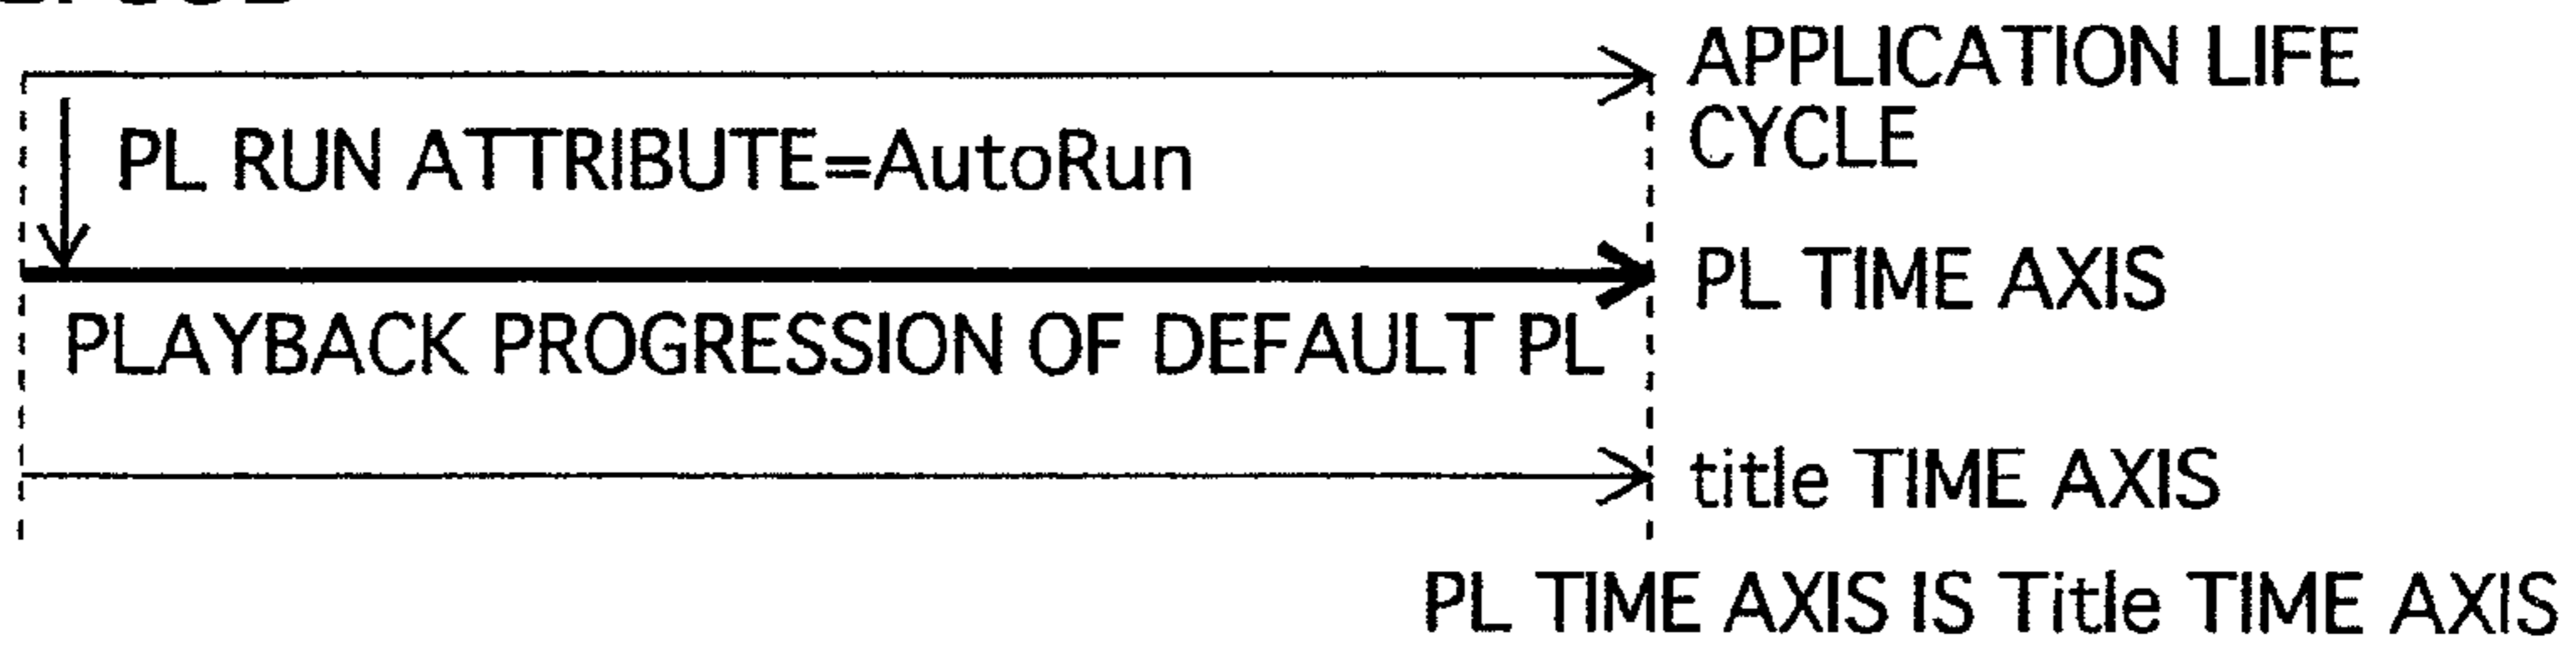 APPLICATION LIFE
CYCLE
PL RUN ATTRIBUTE=AutoRun
PL TIME AXIS
PLAYBACK PROGRESSION OF DEFAULT PL
title TIME AXIS
PL TIME AXIS IS Title TIME AXIS